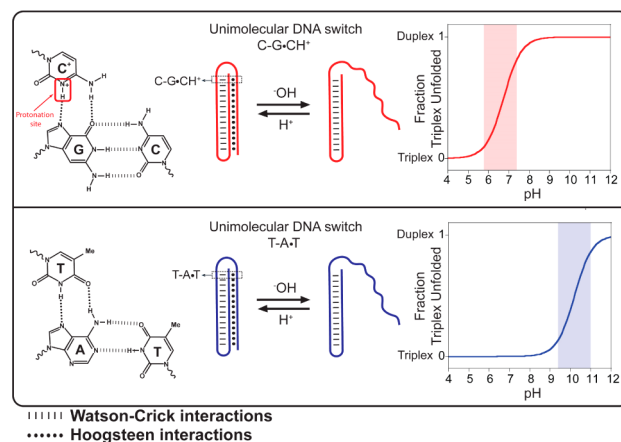 Unimolecular DNA switch
C-G•CH⁺
C⁺
N
H
N
O
N⁺
H
N
H
H
Protonation
site
N
O
H
N
G
N
H
N
C
N
N
N
H
O
H
C-G•CH⁺
⁻OH
H⁺
Duplex 1
Fraction
Triplex Unfolded
Triplex 0
4 5 6 7 8 9 10 11 12
pH
Unimolecular DNA switch
T-A•T
Me
N
T
O
N
O
H
H
N
N
H
O
Me
N
A
N
H
N
T
N
N
O
T-A•T
⁻OH
H⁺
Duplex 1
Fraction
Triplex Unfolded
Triplex 0
4 5 6 7 8 9 10 11 12
pH
Watson-Crick interactions
Hoogsteen interactions